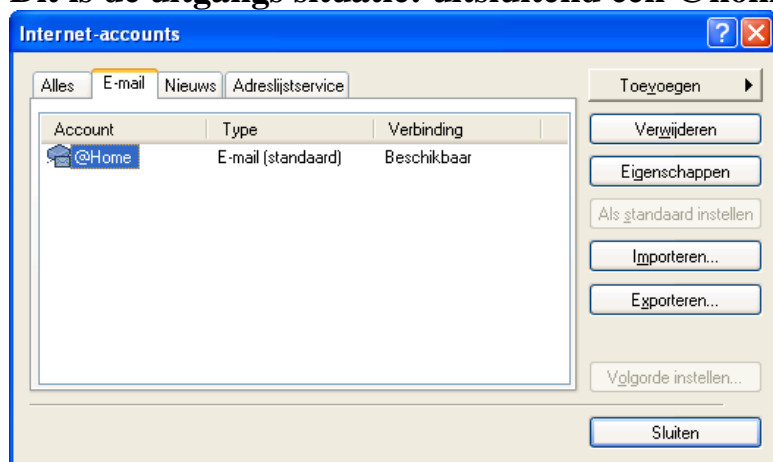 Dit is de uitgangs situatie: uitsluitend een @hom
Internet-accounts
Alles E-mail Nieuws Adreslijstservice
Account Type Verbinding
@Home E-mail (standaard) Beschikbaar
Toevoegen
Verwijderen
Eigenschappen
Als standaard instellen
Importeren...
Exporteren...
Volgorde instellen...
Sluiten